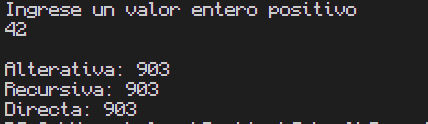 Ingrese un valor entero positivo
42
Alterativa: 903
Recursiva: 903
Directa: 903